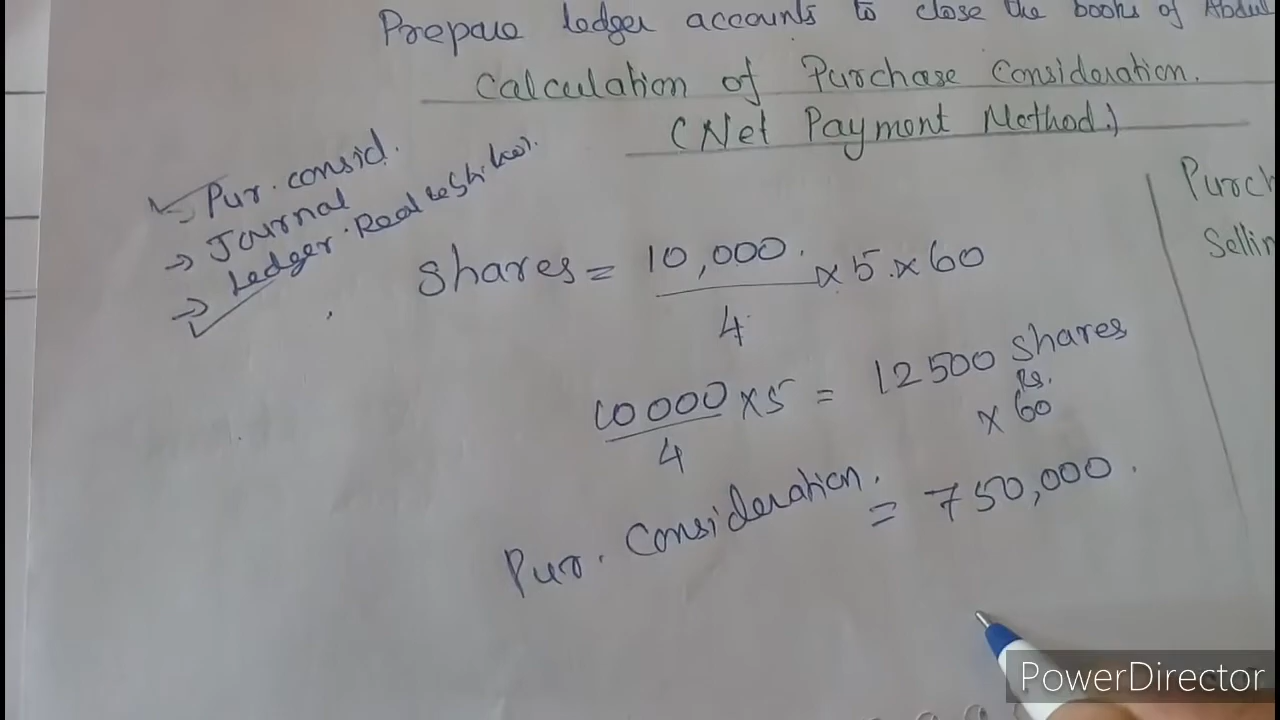 Prepare ledger accounts to close the books of Abdul
Calculation of Purchase Consideration.
(Net Payment Method.)
→ Pur. consid.
→ Journal
→ Ledger.
Shares = 10,000. × 5 × 60
4
10000 × 5 = 12500 shares
4
Rs.
× 60
Pur. Consideration. = 750,000.
Purch
Sellin
PowerDirector